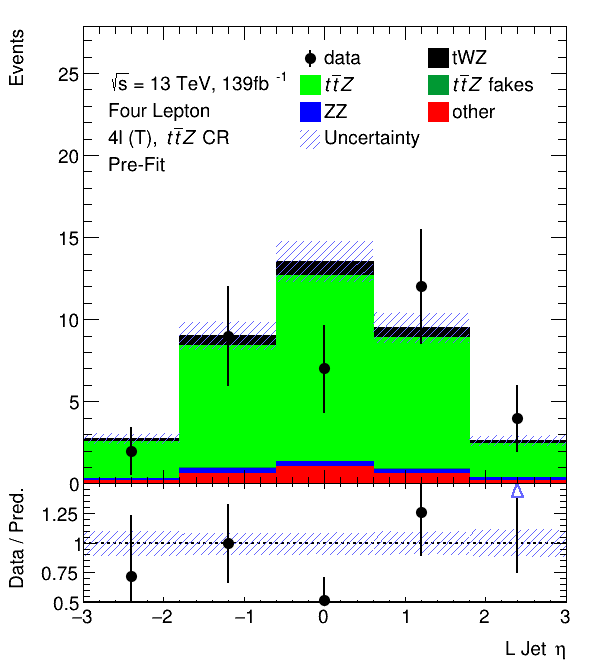 Events
25
20
15
10
5
0
√s = 13 TeV, 139fb⁻¹
Four Lepton
4l (T), tt̄Z CR
Pre-Fit
data
tt̄Z
ZZ
Uncertainty
tWZ
tt̄Z fakes
other
Data / Pred.
1.25
1
0.75
0.5
−3 −2 −1 0 1 2 3
L Jet η